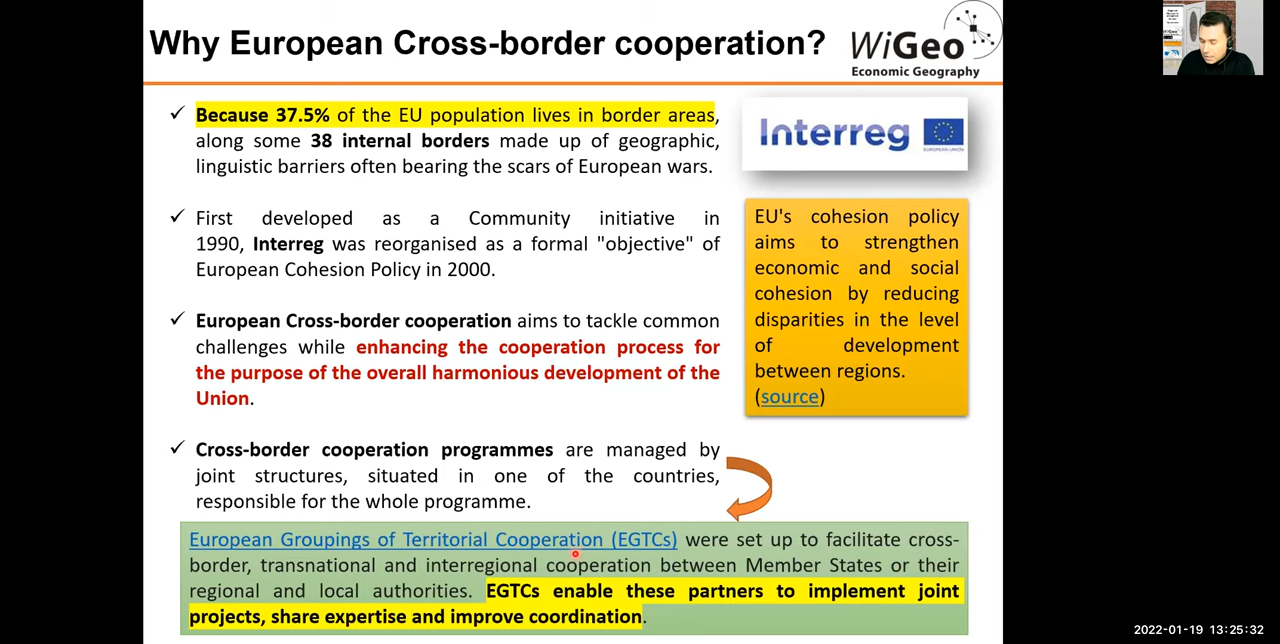 Why European Cross-border cooperation?
WiGeo
Economic Geography
✓ Because 37.5% of the EU population lives in border areas,
along some 38 internal borders made up of geographic,
linguistic barriers often bearing the scars of European wars.
✓ First developed as a Community initiative in
1990, Interreg was reorganised as a formal "objective" of
European Cohesion Policy in 2000.
✓ European Cross-border cooperation aims to tackle common
challenges while enhancing the cooperation process for
the purpose of the overall harmonious development of the
Union.
✓ Cross-border cooperation programmes are managed by
joint structures, situated in one of the countries,
responsible for the whole programme.
Interreg
EUROPEAN UNION
EU's cohesion policy
aims to strengthen
economic and social
cohesion by reducing
disparities in the level
of development
between regions.
(source)
European Groupings of Territorial Cooperation (EGTCs) were set up to facilitate cross-
border, transnational and interregional cooperation between Member States or their
regional and local authorities. EGTCs enable these partners to implement joint
projects, share expertise and improve coordination.
2022-01-19 13:25:32